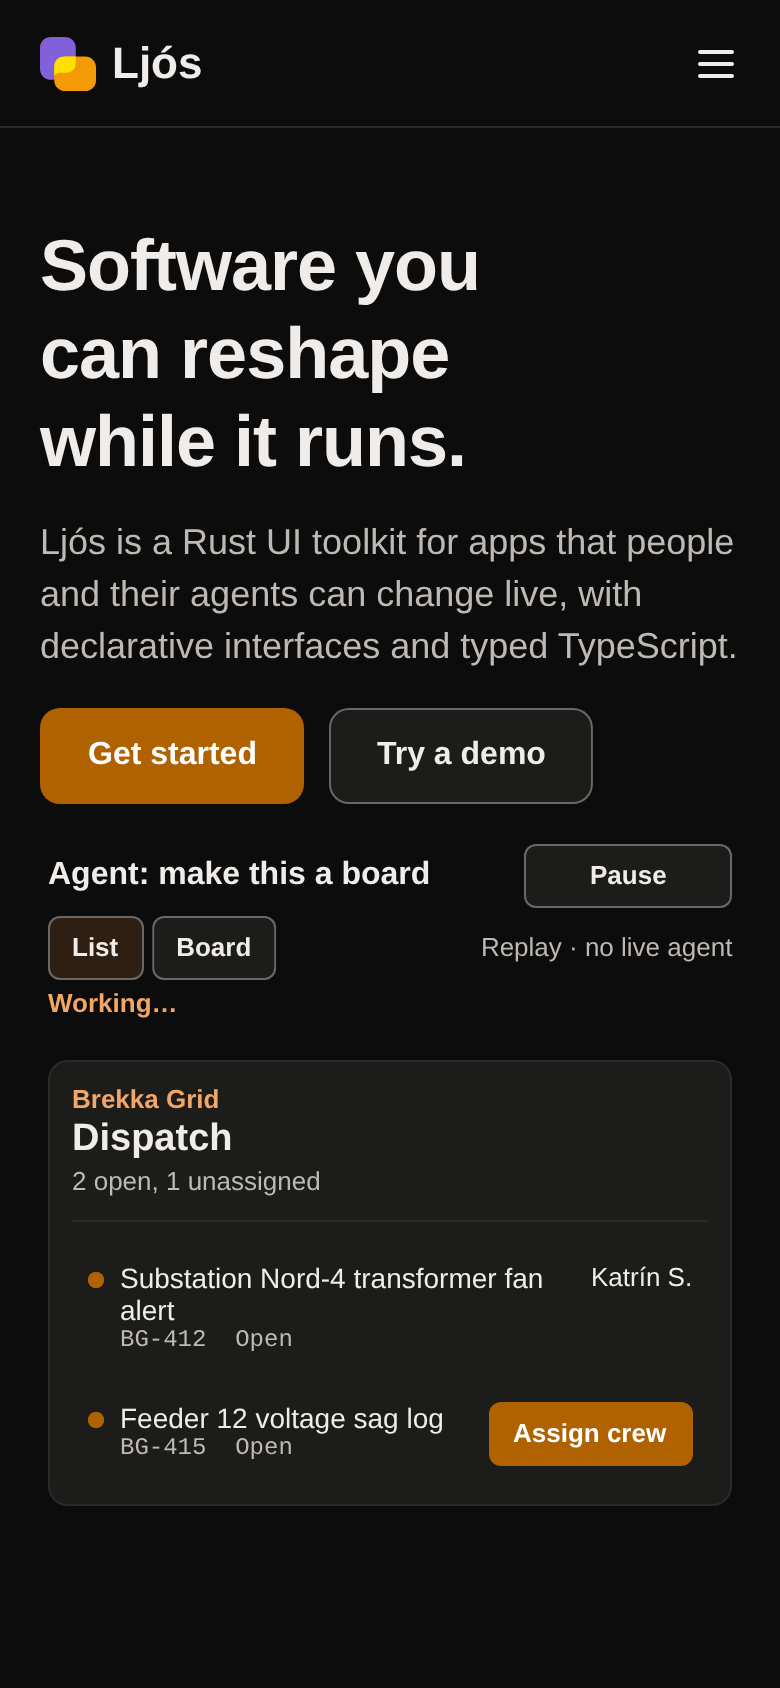 Ljós
Software you
can reshape
while it runs.
Ljós is a Rust UI toolkit for apps that people
and their agents can change live, with
declarative interfaces and typed TypeScript.
Get started
Try a demo
Agent: make this a board
Pause
List
Board
Replay · no live agent
Working…
Brekka Grid
Dispatch
2 open, 1 unassigned
Substation Nord-4 transformer fan
alert
Katrín S.
BG-412 Open
Feeder 12 voltage sag log
BG-415 Open
Assign crew